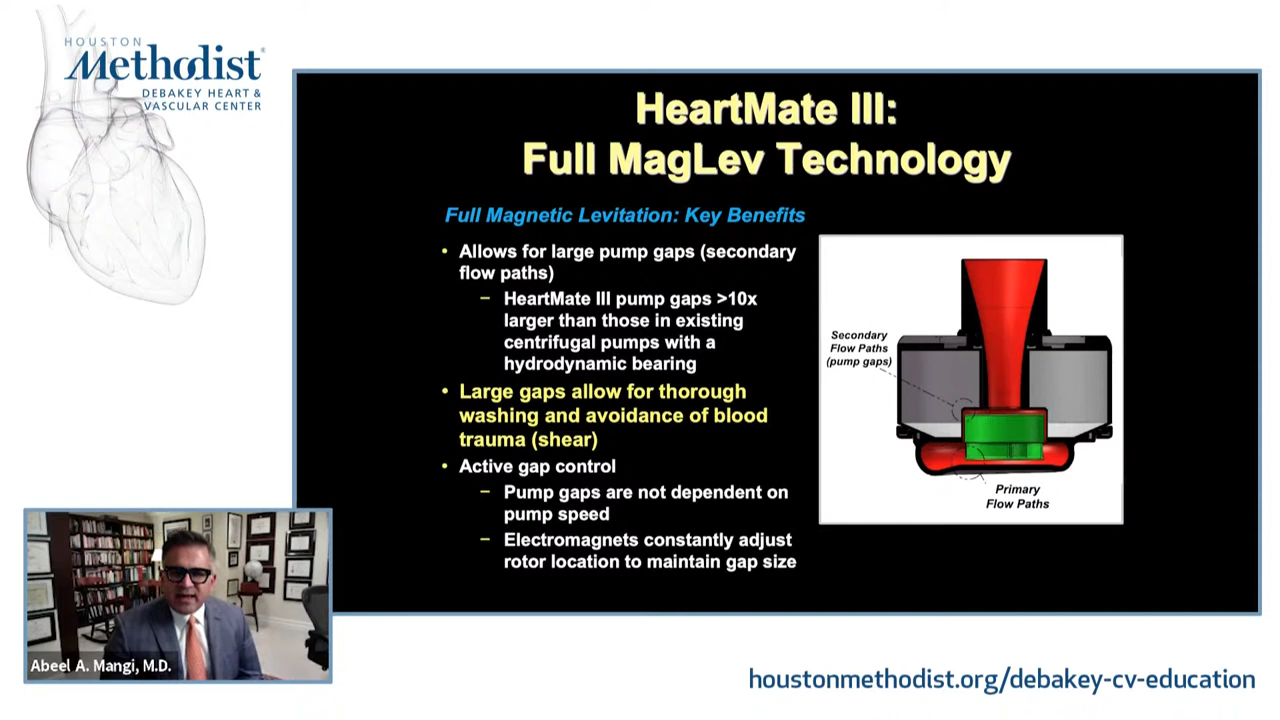 HOUSTON
Methodist®
DEBAKEY HEART &
VASCULAR CENTER
HeartMate III:
Full MagLev Technology
Full Magnetic Levitation: Key Benefits
• Allows for large pump gaps (secondary
flow paths)
– HeartMate III pump gaps >10x
larger than those in existing
centrifugal pumps with a
hydrodynamic bearing
• Large gaps allow for thorough
washing and avoidance of blood
trauma (shear)
• Active gap control
– Pump gaps are not dependent on
pump speed
– Electromagnets constantly adjust
rotor location to maintain gap size
Secondary
Flow Paths
(pump gaps)
Primary
Flow Paths
Abeel A. Mangi, M.D.
houstonmethodist.org/debakey-cv-education